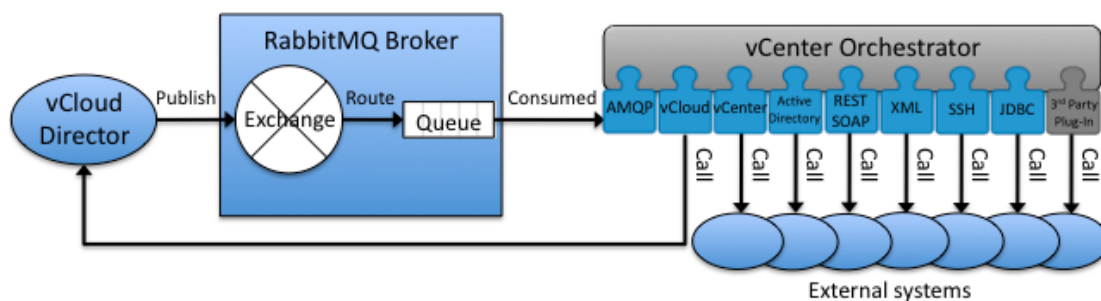 RabbitMQ Broker
vCenter Orchestrator
vCloud
Director
Publish
Exchange
Route
Queue
Consumed
AMQP
vCloud
vCenter
Active
Directory
REST
SOAP
XML
SSH
JDBC
3rd Party
Plug-In
Call
Call
Call
Call
Call
Call
Call
Call
External systems